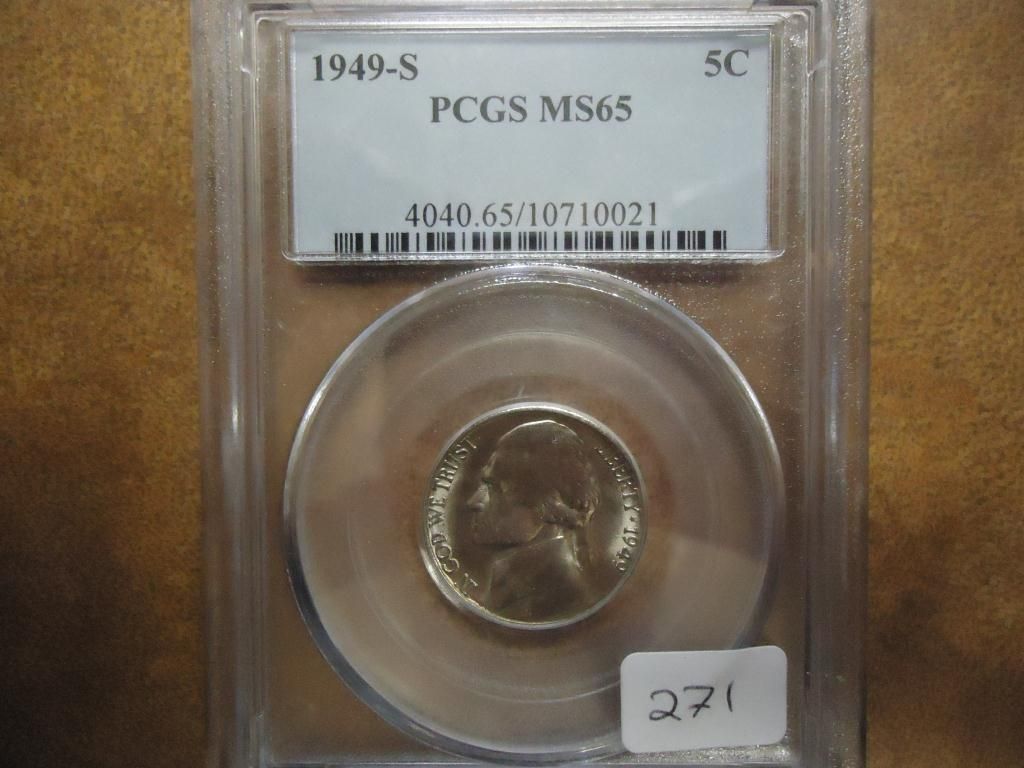 1949-S 5C
PCGS MS65
4040.65/10710021
IN GOD WE TRUST
LIBERTY · 1949
271